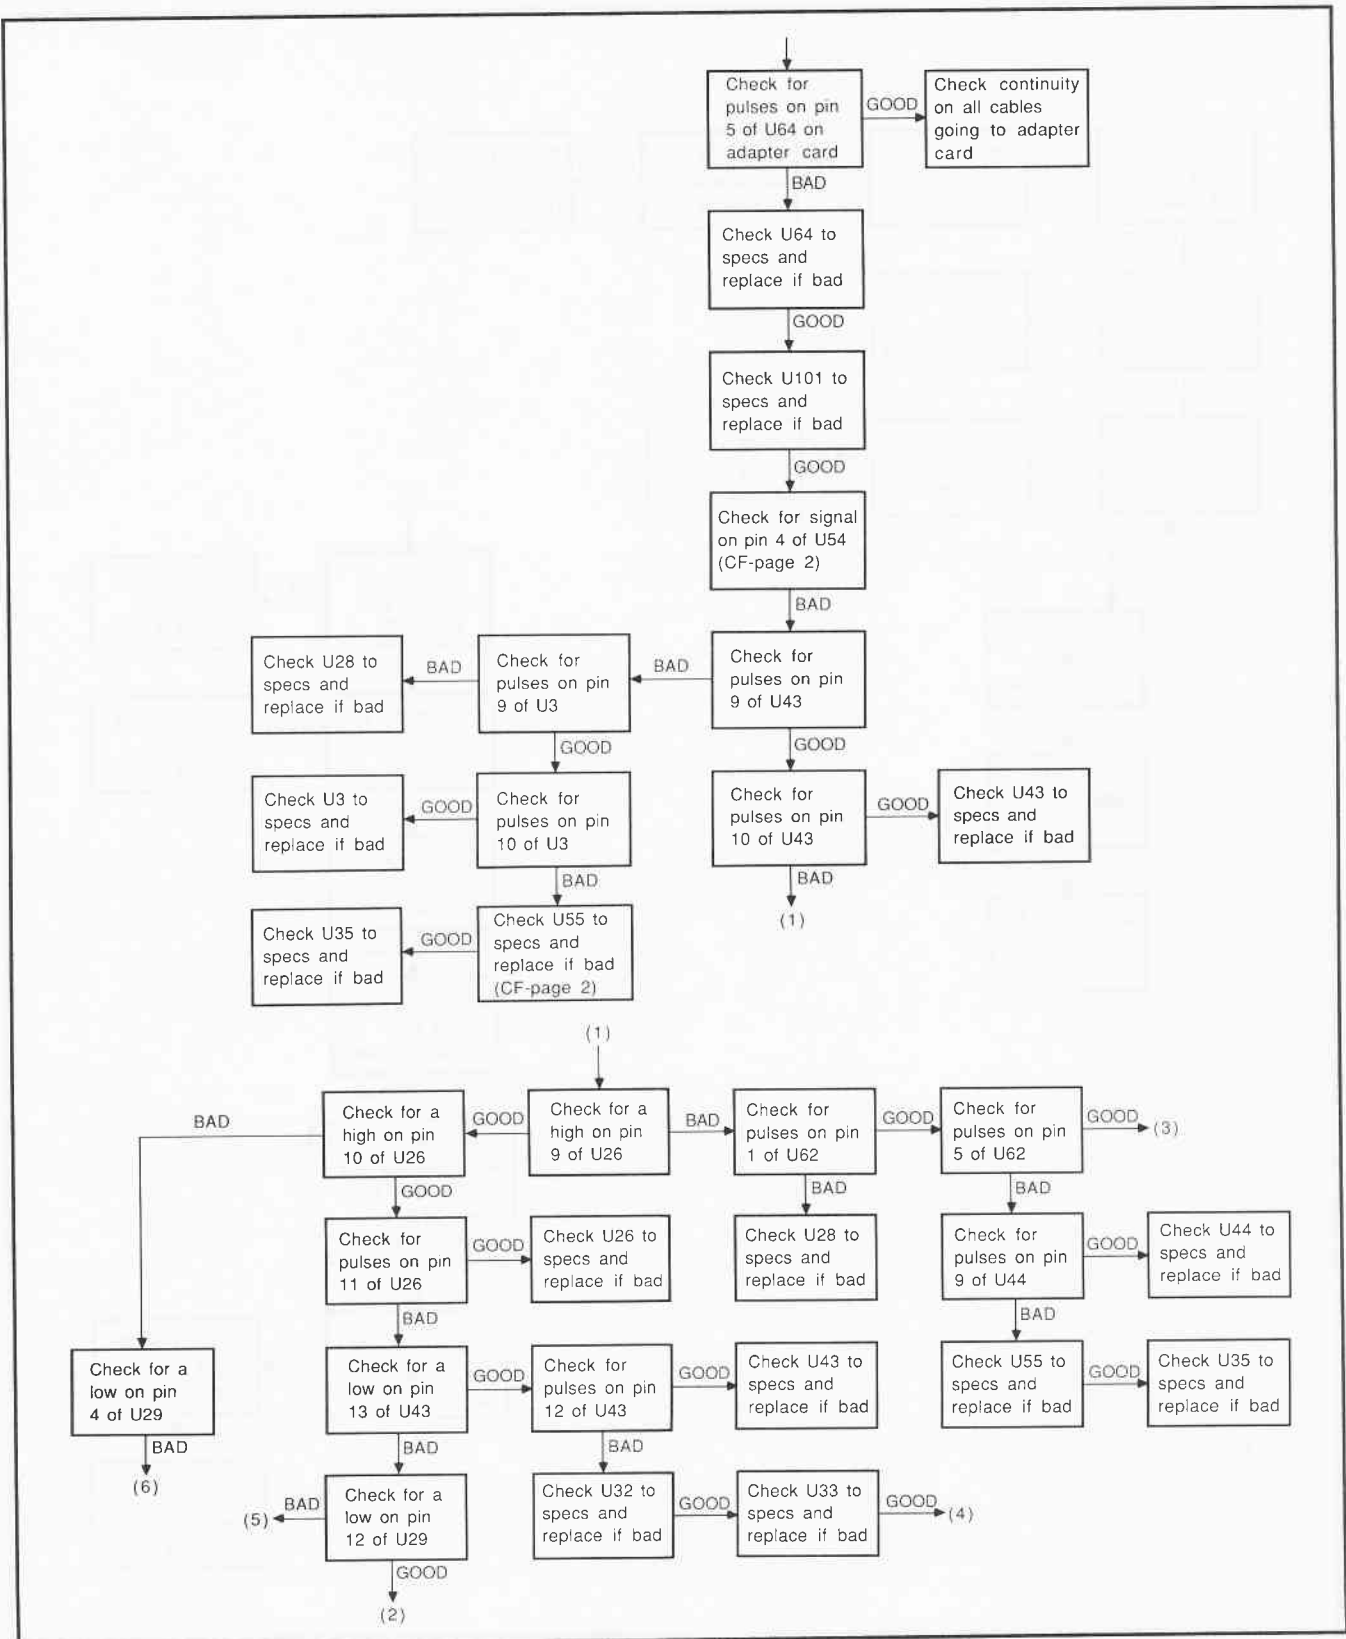 Check for
pulses on pin
5 of U64 on
adapter card
GOOD
Check continuity
on all cables
going to adapter
card
BAD
Check U64 to
specs and
replace if bad
GOOD
Check U101 to
specs and
replace if bad
GOOD
Check for signal
on pin 4 of U54
(CF-page 2)
BAD
Check U28 to
specs and
replace if bad
BAD
Check for
pulses on pin
9 of U3
BAD
Check for
pulses on pin
9 of U43
GOOD
GOOD
Check U3 to
specs and
replace if bad
GOOD
Check for
pulses on pin
10 of U3
Check for
pulses on pin
10 of U43
GOOD
Check U43 to
specs and
replace if bad
BAD
BAD
(1)
Check U35 to
specs and
replace if bad
GOOD
Check U55 to
specs and
replace if bad
(CF-page 2)
(1)
BAD
Check for a
high on pin
10 of U26
GOOD
Check for a
high on pin
9 of U26
BAD
Check for
pulses on pin
1 of U62
GOOD
Check for
pulses on pin
5 of U62
GOOD
(3)
GOOD
BAD
BAD
Check for
pulses on pin
11 of U26
GOOD
Check U26 to
specs and
replace if bad
Check U28 to
specs and
replace if bad
Check for
pulses on pin
9 of U44
GOOD
Check U44 to
specs and
replace if bad
BAD
BAD
Check for a
low on pin
4 of U29
Check for a
low on pin
13 of U43
GOOD
Check for
pulses on pin
12 of U43
GOOD
Check U43 to
specs and
replace if bad
Check U55 to
specs and
replace if bad
GOOD
Check U35 to
specs and
replace if bad
BAD
BAD
BAD
(6)
(5)
BAD
Check for a
low on pin
12 of U29
Check U32 to
specs and
replace if bad
GOOD
Check U33 to
specs and
replace if bad
GOOD
(4)
GOOD
(2)